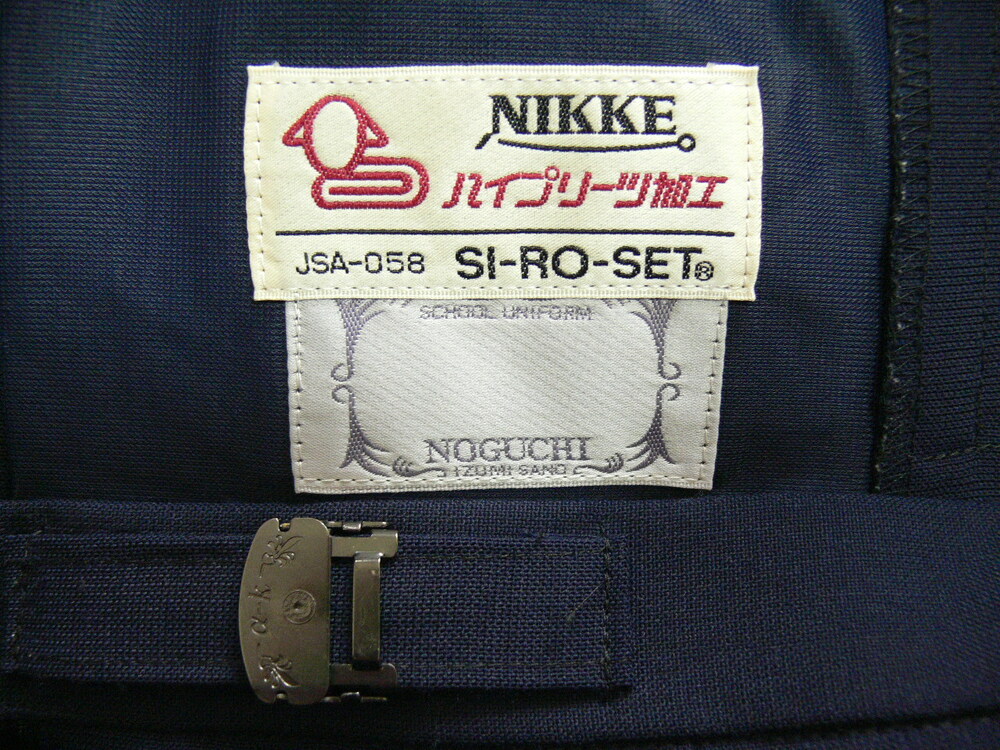 NIKKE
ハイプリーツ加工
JSA-058 SI-RO-SET®
SCHOOL UNIFORM
NOGUCHI
IZUMI SANO
α-k